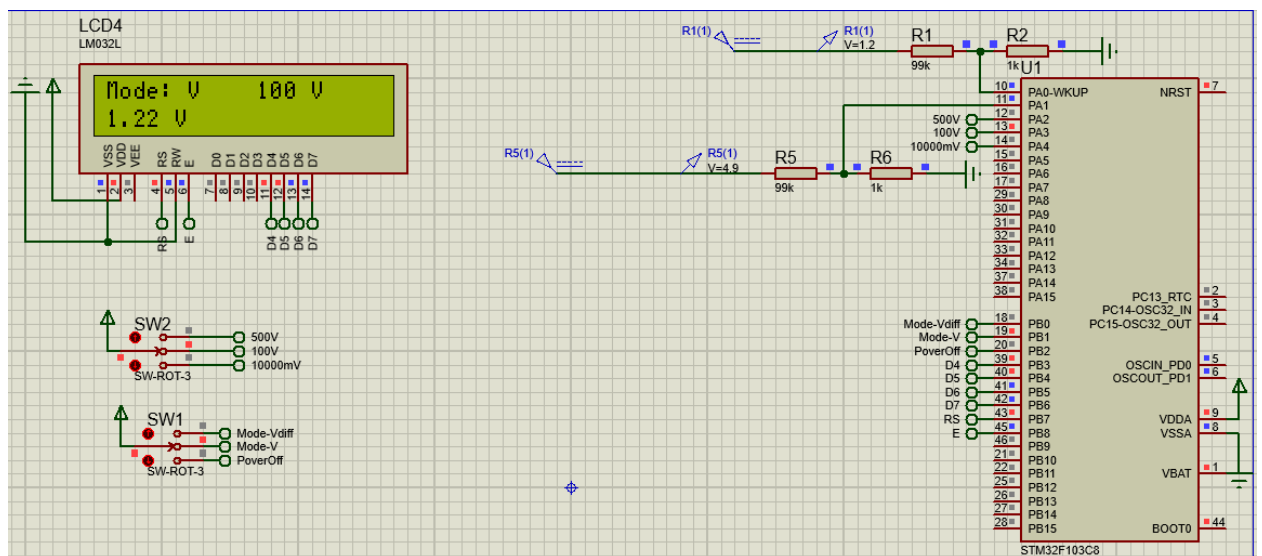 LCD4
LM032L
Mode: V 100 V
1.22 V
VSS
VDD
VEE
RS
RW
E
D0
D1
D2
D3
D4
D5
D6
D7
1
2
3
4
5
6
7
8
9
10
11
12
13
14
RS
E
D4
D5
D6
D7
SW2
500V
100V
10000mV
SW-ROT-3
SW1
Mode-Vdiff
Mode-V
PoverOff
SW-ROT-3
R1(1)
R1(1)
V=1.2
R1
99k
R2
1k
R5(1)
R5(1)
V=4.9
R5
99k
R6
1k
500V
100V
10000mV
Mode-Vdiff
Mode-V
PoverOff
D4
D5
D6
D7
RS
E
U1
10 PA0-WKUP
11 PA1
12 PA2
13 PA3
14 PA4
15 PA5
16 PA6
17 PA7
29 PA8
30 PA9
31 PA10
32 PA11
33 PA12
34 PA13
37 PA14
38 PA15
18 PB0
19 PB1
20 PB2
39 PB3
40 PB4
41 PB5
42 PB6
43 PB7
45 PB8
46 PB9
21 PB10
22 PB11
25 PB12
26 PB13
27 PB14
28 PB15
NRST 7
PC13_RTC 2
PC14-OSC32_IN 3
PC15-OSC32_OUT 4
OSCIN_PD0 5
OSCOUT_PD1 6
VDDA 9
VSSA 8
VBAT 1
BOOT0 44
STM32F103C8